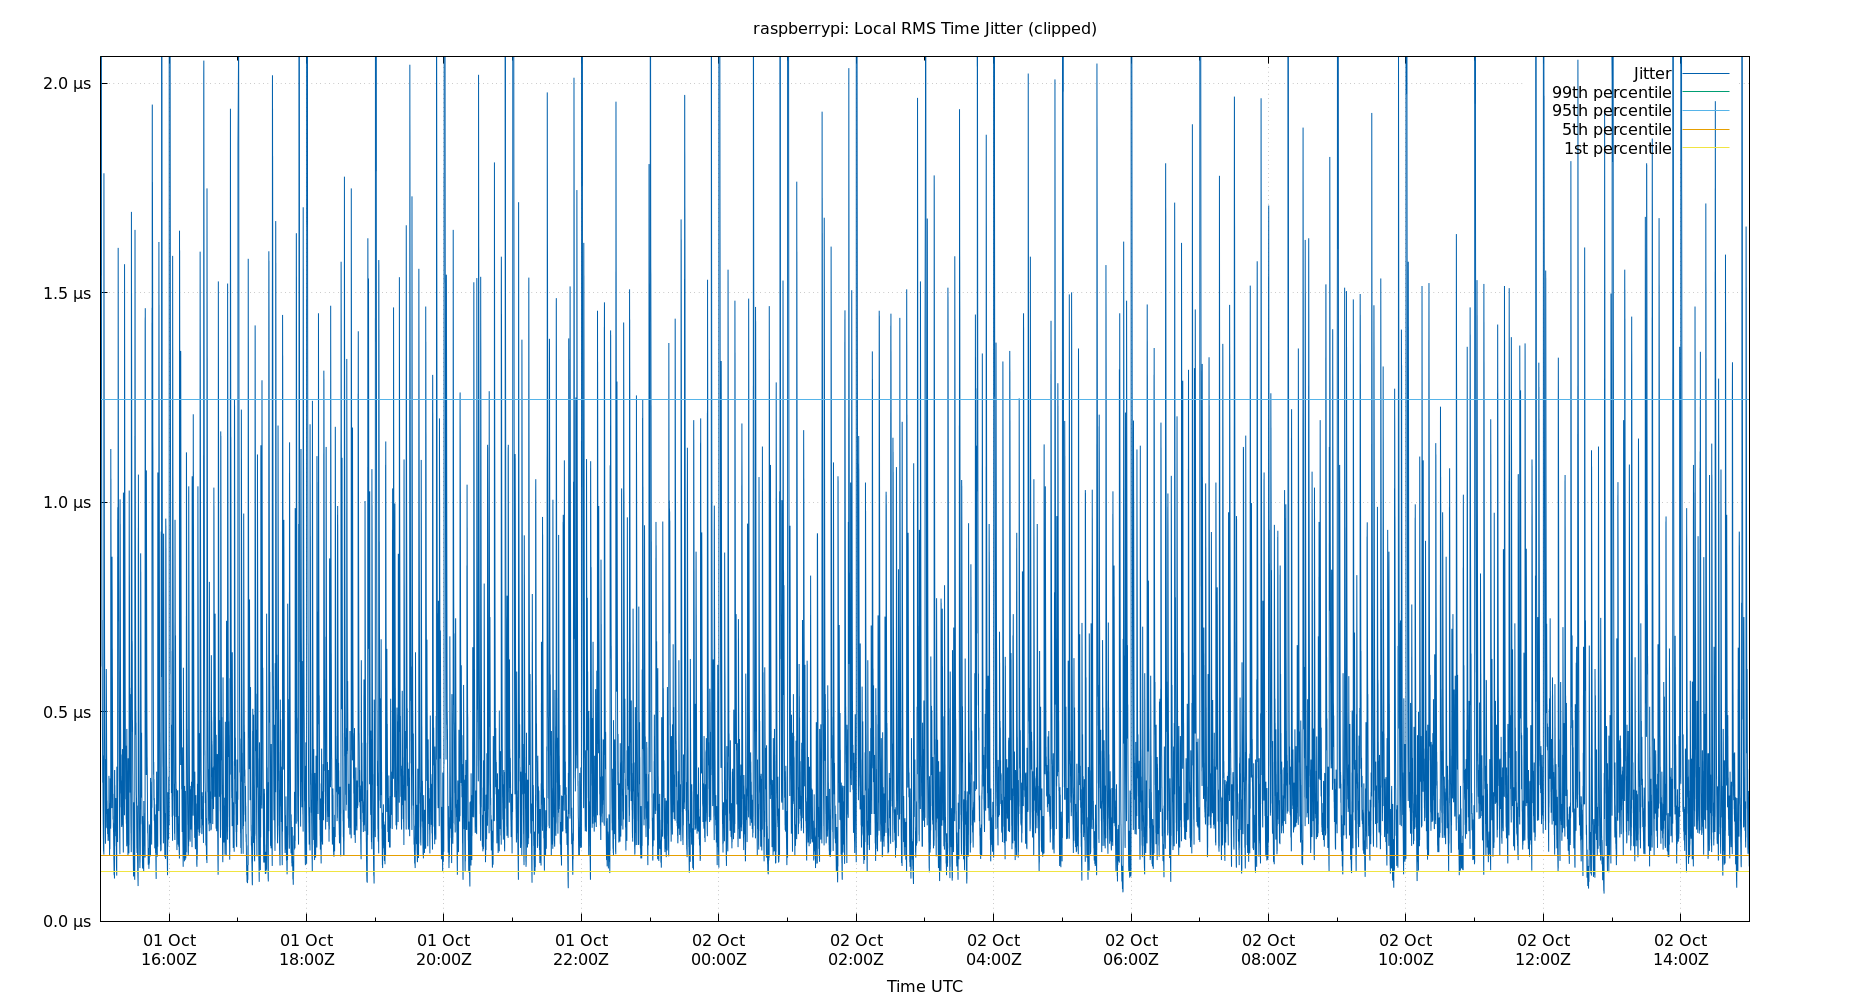 raspberrypi: Local RMS Time Jitter (clipped)
2.0 µs
1.5 µs
1.0 µs
0.5 µs
0.0 µs
Jitter
99th percentile
95th percentile
5th percentile
1st percentile
01 Oct 01 Oct 01 Oct 01 Oct 02 Oct 02 Oct 02 Oct 02 Oct 02 Oct 02 Oct 02 Oct 02 Oct
16:00Z 18:00Z 20:00Z 22:00Z 00:00Z 02:00Z 04:00Z 06:00Z 08:00Z 10:00Z 12:00Z 14:00Z
Time UTC